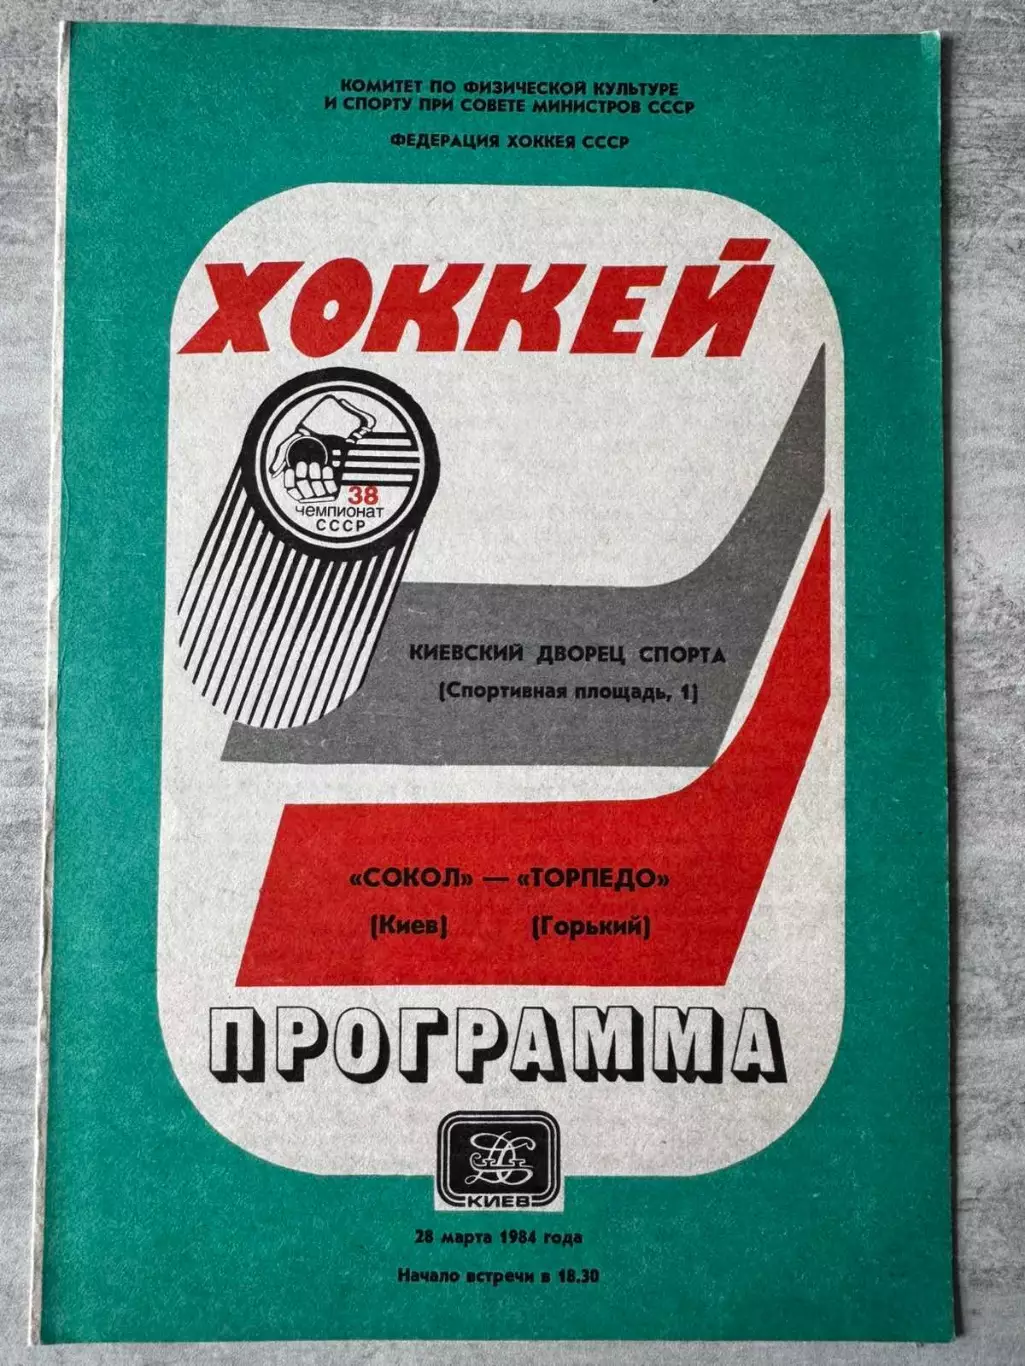 КОМИТЕТ ПО ФИЗИЧЕСКОЙ КУЛЬТУРЕ
И СПОРТУ ПРИ СОВЕТЕ МИНИСТРОВ СССР
ФЕДЕРАЦИЯ ХОККЕЯ СССР
ХОККЕЙ
38
чемпионат
СССР
КИЕВСКИЙ ДВОРЕЦ СПОРТА
(Спортивная площадь, 1)
«СОКОЛ» — «ТОРПЕДО»
(Киев) (Горький)
ПРОГРАММА
КИЕВ
28 марта 1984 года
Начало встречи в 18.30